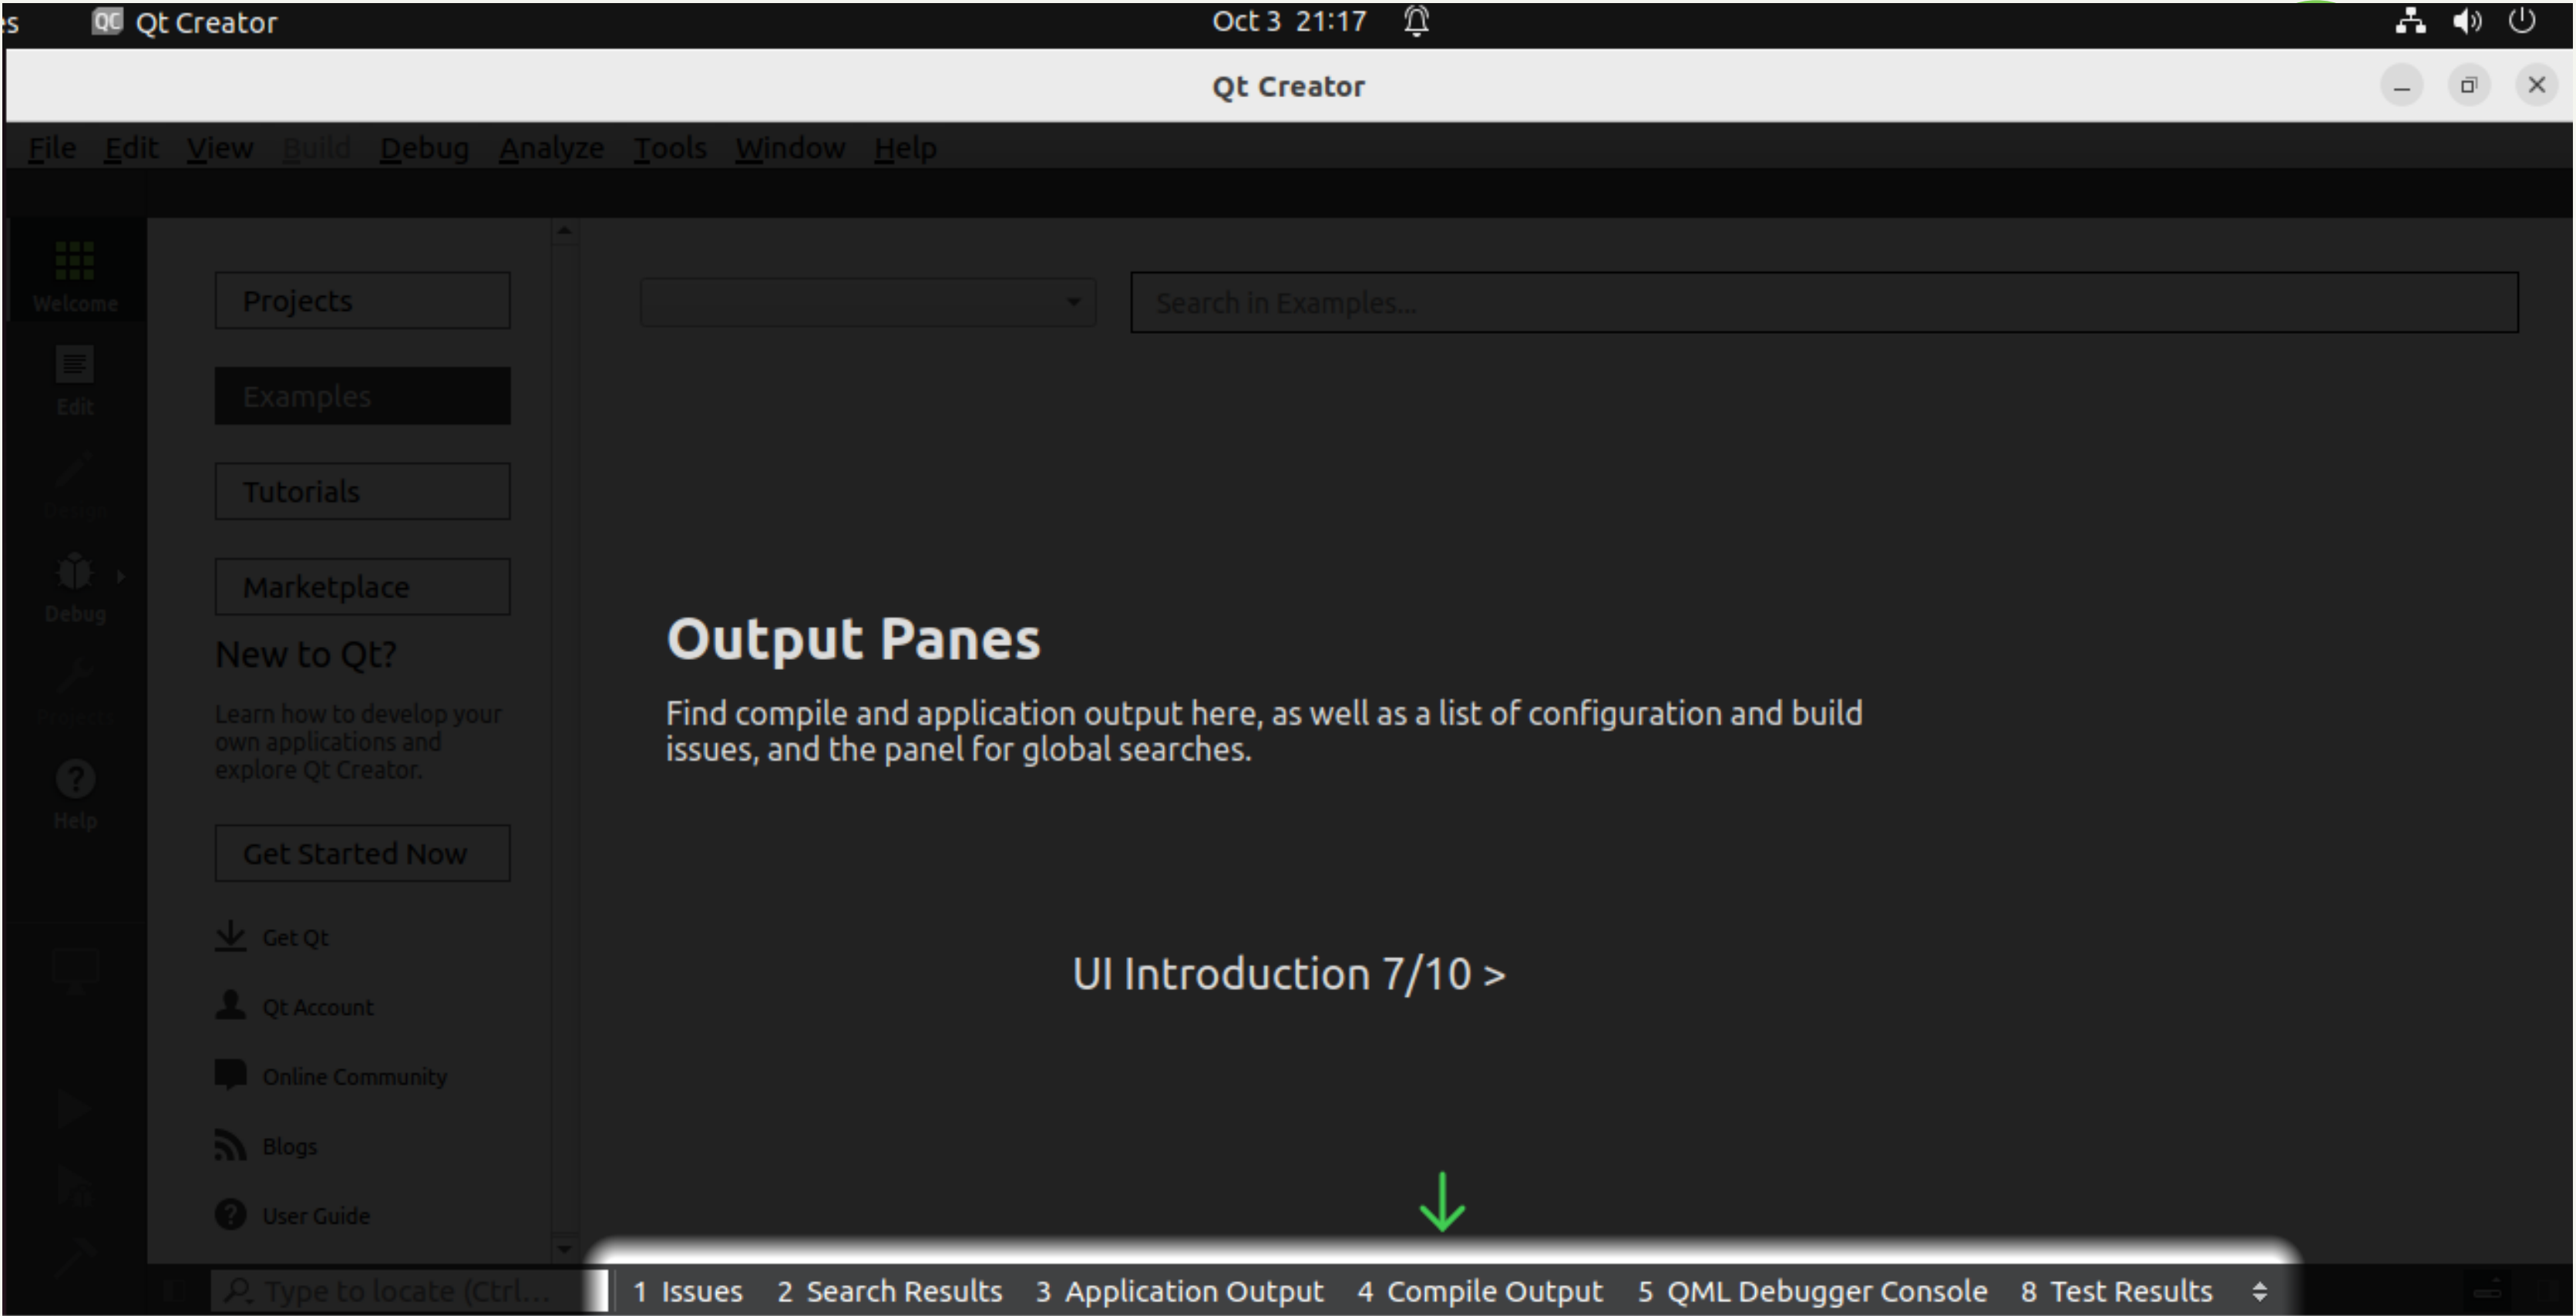 es QC Qt Creator Oct 3 21:17
Qt Creator
File Edit View Build Debug Analyze Tools Window Help
Welcome
Edit
Design
Debug
Projects
Help
Projects
Examples
Tutorials
Marketplace
New to Qt?
Learn how to develop your
own applications and
explore Qt Creator.
Get Started Now
Get Qt
Qt Account
Online Community
Blogs
User Guide
Search in Examples...
Output Panes
Find compile and application output here, as well as a list of configuration and build
issues, and the panel for global searches.
UI Introduction 7/10 >
Type to locate (Ctrl... 1 Issues 2 Search Results 3 Application Output 4 Compile Output 5 QML Debugger Console 8 Test Results